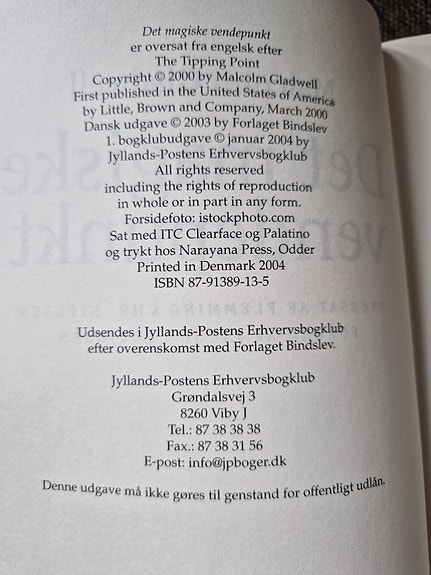 Det magiske vendepunkt
er oversat fra engelsk efter
The Tipping Point
Copyright © 2000 by Malcolm Gladwell
First published in the United States of America
by Little, Brown and Company, March 2000
Dansk udgave © 2003 by Forlaget Bindslev
1. bogklubudgave © januar 2004 by
Jyllands-Postens Erhvervsbogklub
All rights reserved
including the rights of reproduction
in whole or in part in any form.
Forsidefoto: istockphoto.com
Sat med ITC Clearface og Palatino
og trykt hos Narayana Press, Odder
Printed in Denmark 2004
ISBN 87-91389-13-5
Udsendes i Jyllands-Postens Erhvervsbogklub
efter overenskomst med Forlaget Bindslev.
Jyllands-Postens Erhvervsbogklub
Grøndalsvej 3
8260 Viby J
Tel.: 87 38 38 38
Fax.: 87 38 31 56
E-post: info@jpboger.dk
Denne udgave må ikke gøres til genstand for offentligt udlån.